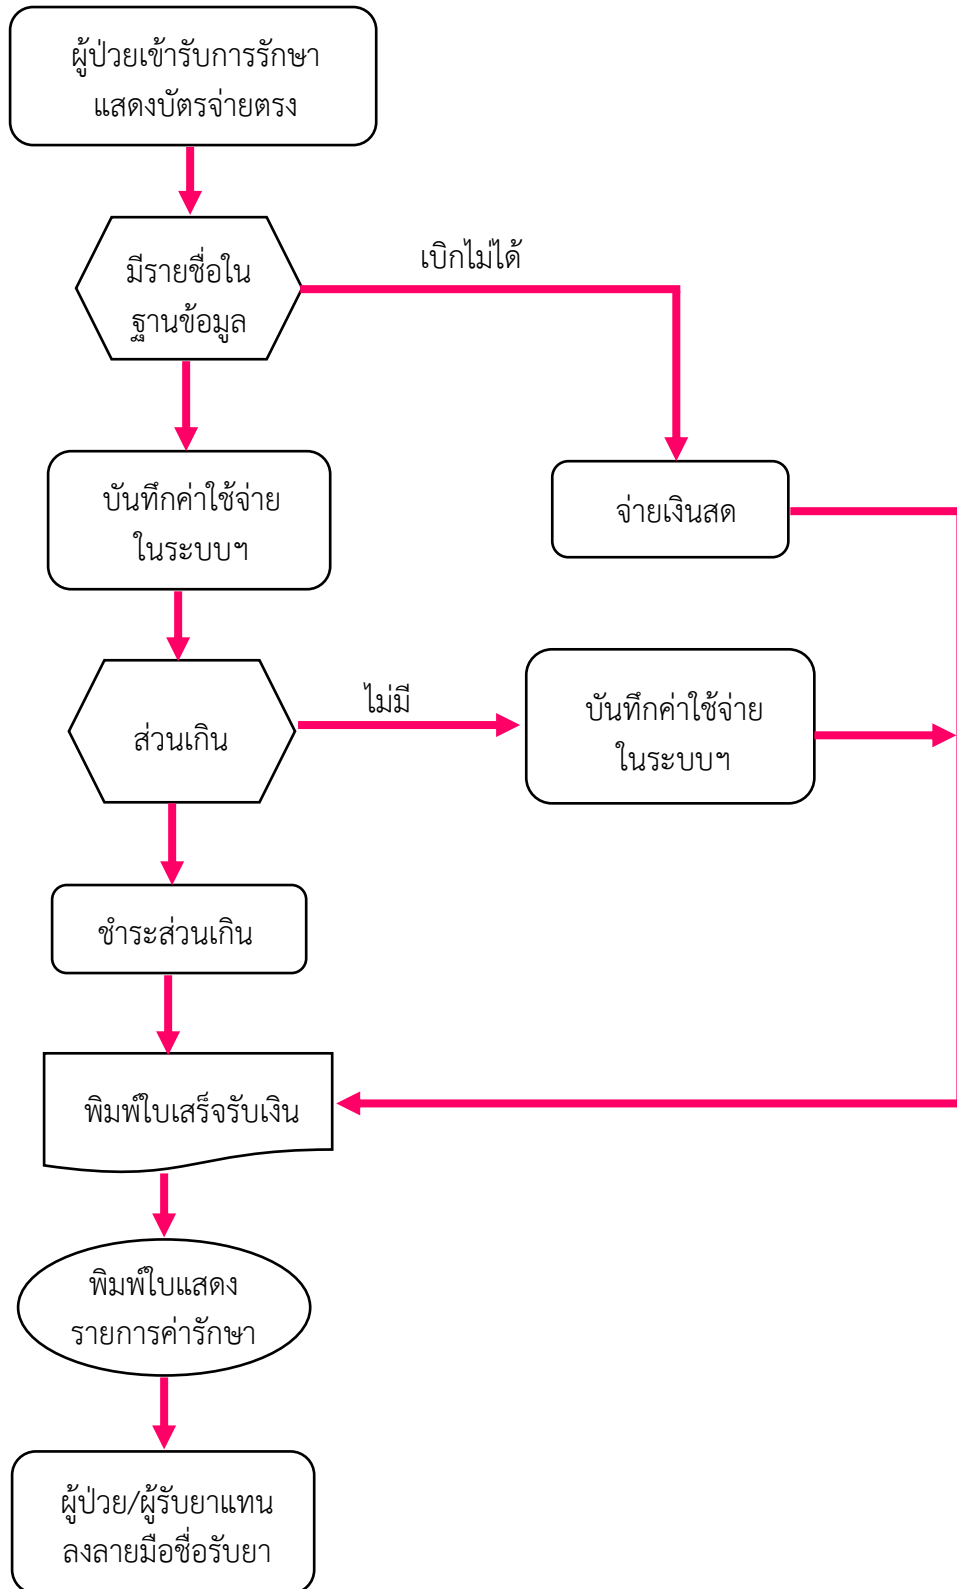 ผู้ป่วยเข้ารับการรักษา
แสดงบัตรจ่ายตรง
มีรายชื่อใน
ฐานข้อมูล
เบิกไม่ได้
บันทึกค่าใช้จ่าย
ในระบบฯ
จ่ายเงินสด
ส่วนเกิน
ไม่มี
บันทึกค่าใช้จ่าย
ในระบบฯ
ชำระส่วนเกิน
พิมพ์ใบเสร็จรับเงิน
พิมพ์ใบแสดง
รายการค่ารักษา
ผู้ป่วย/ผู้รับยาแทน
ลงลายมือชื่อรับยา